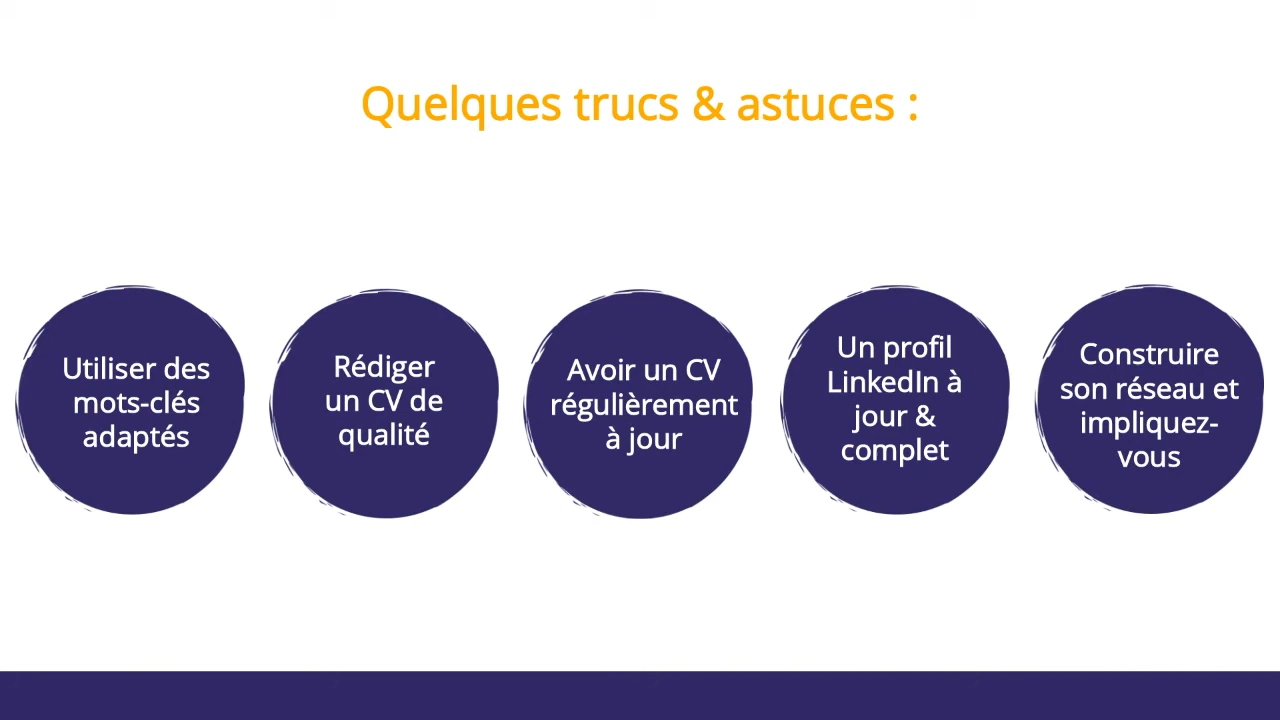 Quelques trucs & astuces :
Utiliser des
mots-clés
adaptés
Rédiger
un CV de
qualité
Avoir un CV
régulièrement
à jour
Un profil
LinkedIn à
jour &
complet
Construire
son réseau et
impliquez-
vous